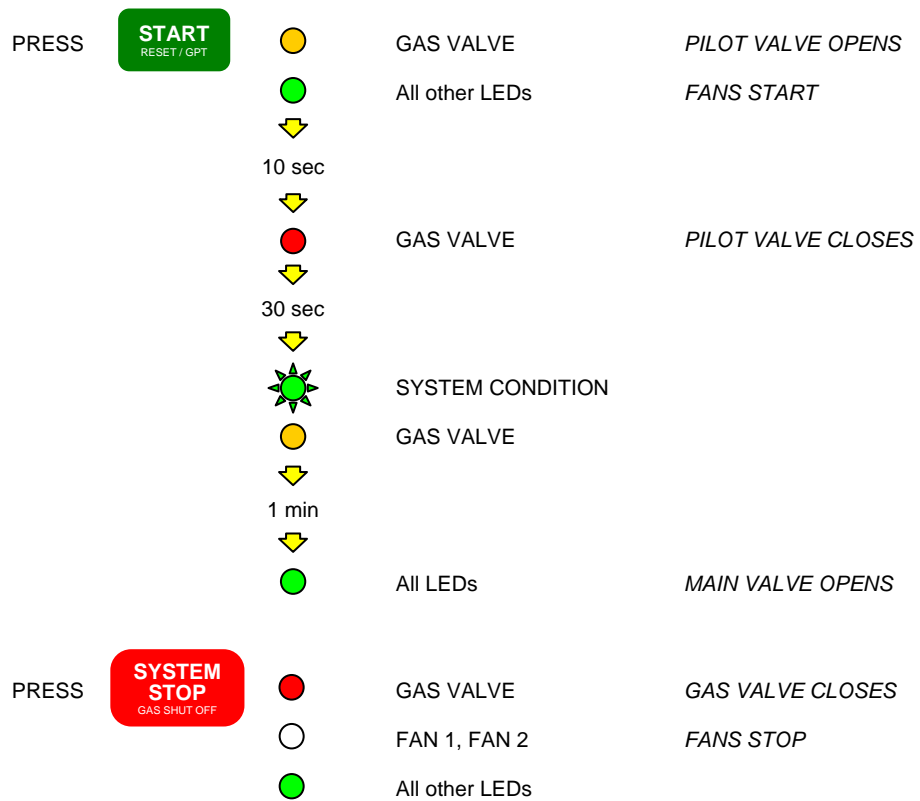 PRESS START GAS VALVE PILOT VALVE OPENS
RESET / GPT
All other LEDs FANS START
10 sec
GAS VALVE PILOT VALVE CLOSES
30 sec
SYSTEM CONDITION
GAS VALVE
1 min
All LEDs MAIN VALVE OPENS
SYSTEM
PRESS STOP GAS VALVE GAS VALVE CLOSES
GAS SHUT OFF
FAN 1, FAN 2 FANS STOP
All other LEDs